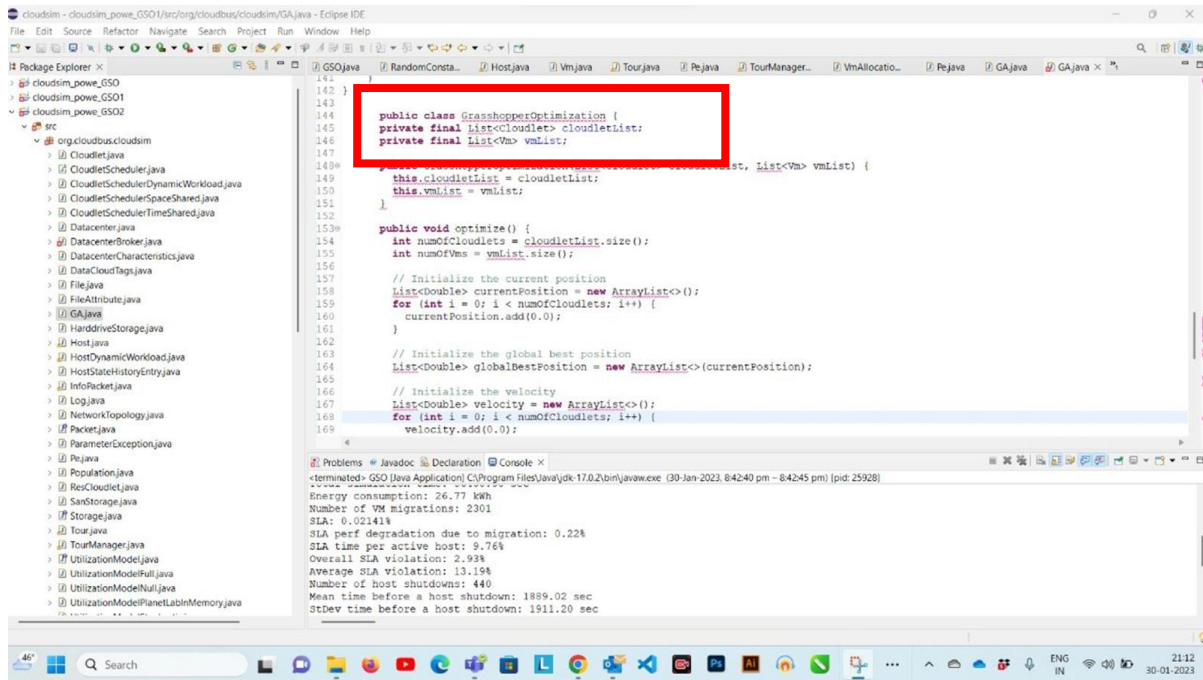 cloudsim - cloudsim_powe_GSO1/src/org/cloudbus/cloudsim/GA.java - Eclipse IDE
File Edit Source Refactor Navigate Search Project Run Window Help
Package Explorer
GSO.java RandomConsta... Host.java Vm.java Tour.java Pe.java TourManager... VmAllocatio... Pe.java GA.java GA.java
cloudsim_powe_GSO
cloudsim_powe_GSO1
cloudsim_powe_GSO2
src
org.cloudbus.cloudsim
Cloudlet.java
CloudletScheduler.java
CloudletSchedulerDynamicWorkload.java
CloudletSchedulerSpaceShared.java
CloudletSchedulerTimeShared.java
Datacenter.java
DatacenterBroker.java
DatacenterCharacteristics.java
DataCloudTags.java
File.java
FileAttribute.java
GA.java
HarddriveStorage.java
Host.java
HostDynamicWorkload.java
HostStateHistoryEntry.java
InfoPacket.java
Log.java
NetworkTopology.java
Packet.java
ParameterException.java
Pe.java
Population.java
ResCloudlet.java
SanStorage.java
Storage.java
Tour.java
TourManager.java
UtilizationModel.java
UtilizationModelFull.java
UtilizationModelNull.java
UtilizationModelPlanetLabInMemory.java
141 }
142 }
143
144 public class GrasshopperOptimization {
145 private final List<Cloudlet> cloudletList;
146 private final List<Vm> vmList;
147
148 List<Vm> vmList) {
149 this.cloudletList = cloudletList;
150 this.vmList = vmList;
151 }
152
153 public void optimize() {
154 int numOfCloudlets = cloudletList.size();
155 int numOfVms = vmList.size();
156
157 // Initialize the current position
158 List<Double> currentPosition = new ArrayList<>();
159 for (int i = 0; i < numOfCloudlets; i++) {
160 currentPosition.add(0.0);
161 }
162
163 // Initialize the global best position
164 List<Double> globalBestPosition = new ArrayList<>(currentPosition);
165
166 // Initialize the velocity
167 List<Double> velocity = new ArrayList<>();
168 for (int i = 0; i < numOfCloudlets; i++) {
169 velocity.add(0.0);
Problems Javadoc Declaration Console
<terminated> GSO [Java Application] C:\Program Files\Java\jdk-17.0.2\bin\javaw.exe (30-Jan-2023, 8:42:40 pm – 8:42:45 pm) [pid: 25928]
Energy consumption: 26.77 kWh
Number of VM migrations: 2301
SLA: 0.02141%
SLA perf degradation due to migration: 0.22%
SLA time per active host: 9.76%
Overall SLA violation: 2.93%
Average SLA violation: 13.19%
Number of host shutdowns: 440
Mean time before a host shutdown: 1889.02 sec
StDev time before a host shutdown: 1911.20 sec
46°
Search
ENG
IN
21:12
30-01-2023